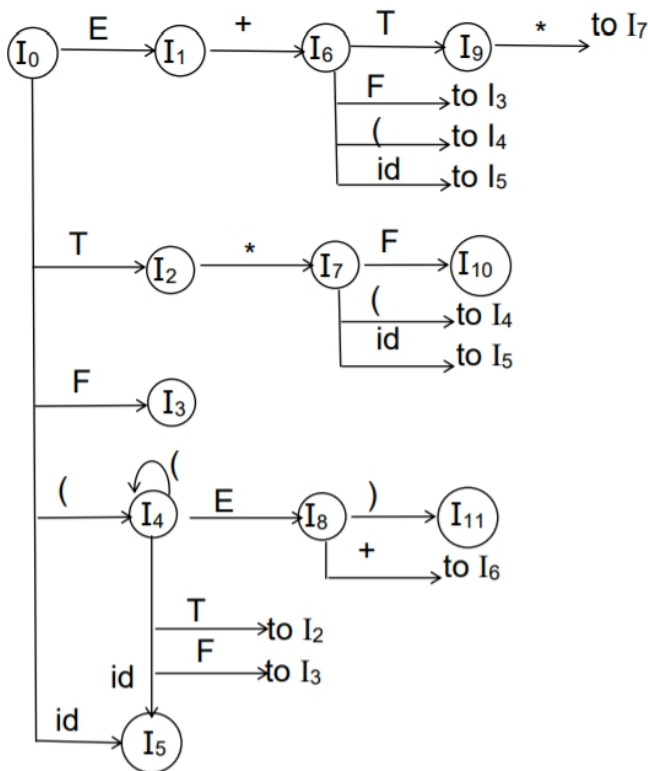 I₀ E I₁ + I₆ T I₉ * to I₇
F to I₃
( to I₄
id to I₅
T I₂ * I₇ F I₁₀
( to I₄
id to I₅
F I₃
( I₄ ( E I₈ ) I₁₁
+ to I₆
T to I₂
F to I₃
id
id I₅